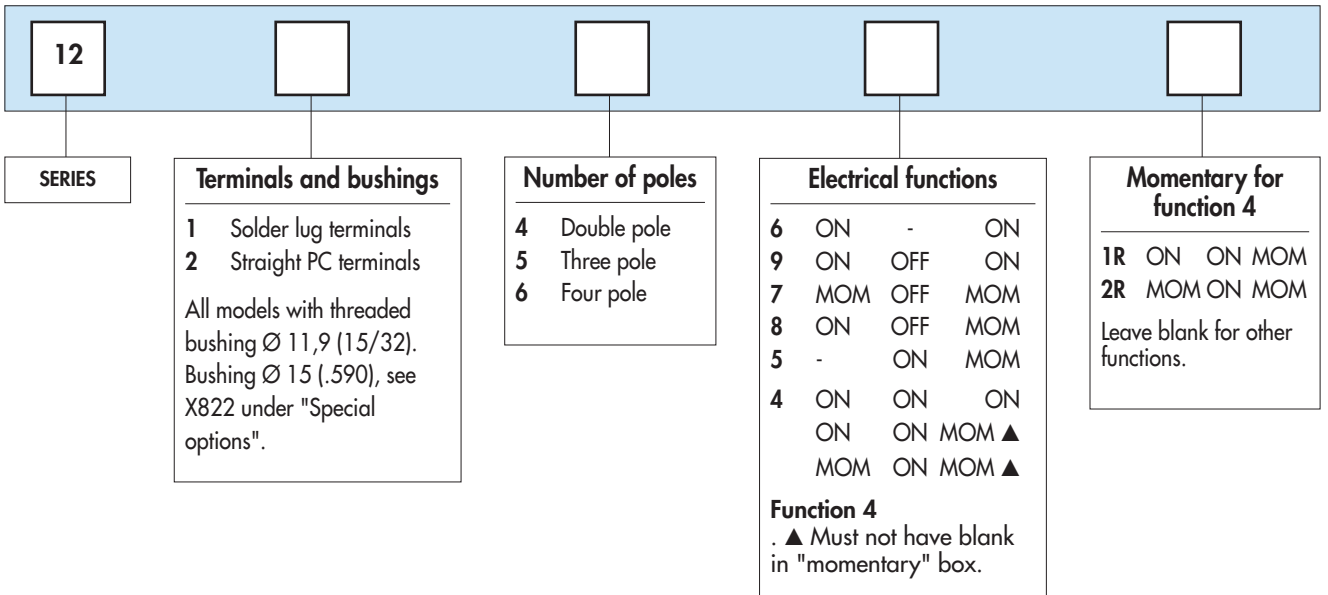 12
SERIES
Terminals and bushings
1 Solder lug terminals
2 Straight PC terminals
All models with threaded
bushing Ø 11,9 (15/32).
Bushing Ø 15 (.590), see
X822 under "Special
options".
Number of poles
4 Double pole
5 Three pole
6 Four pole
Electrical functions
6 ON - ON
9 ON OFF ON
7 MOM OFF MOM
8 ON OFF MOM
5 - ON MOM
4 ON ON ON
ON ON MOM ▲
MOM ON MOM ▲
Function 4
. ▲ Must not have blank
in "momentary" box.
Momentary for
function 4
1R ON ON MOM
2R MOM ON MOM
Leave blank for other
functions.